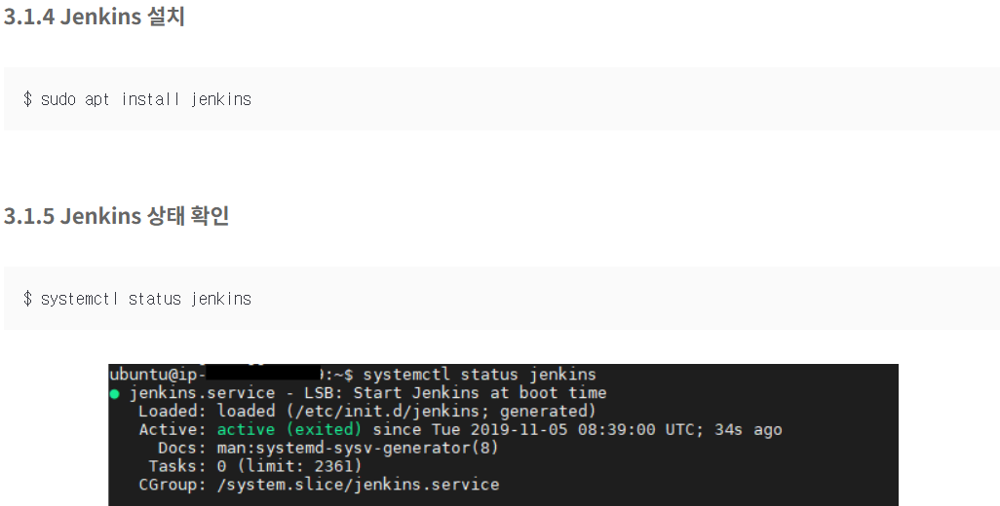 3.1.4 Jenkins 설치
$ sudo apt install jenkins
3.1.5 Jenkins 상태 확인
$ systemctl status jenkins
ubuntu@ip- :~$ systemctl status jenkins
● jenkins.service - LSB: Start Jenkins at boot time
Loaded: loaded (/etc/init.d/jenkins; generated)
Active: active (exited) since Tue 2019-11-05 08:39:00 UTC; 34s ago
Docs: man:systemd-sysv-generator(8)
Tasks: 0 (limit: 2361)
CGroup: /system.slice/jenkins.service